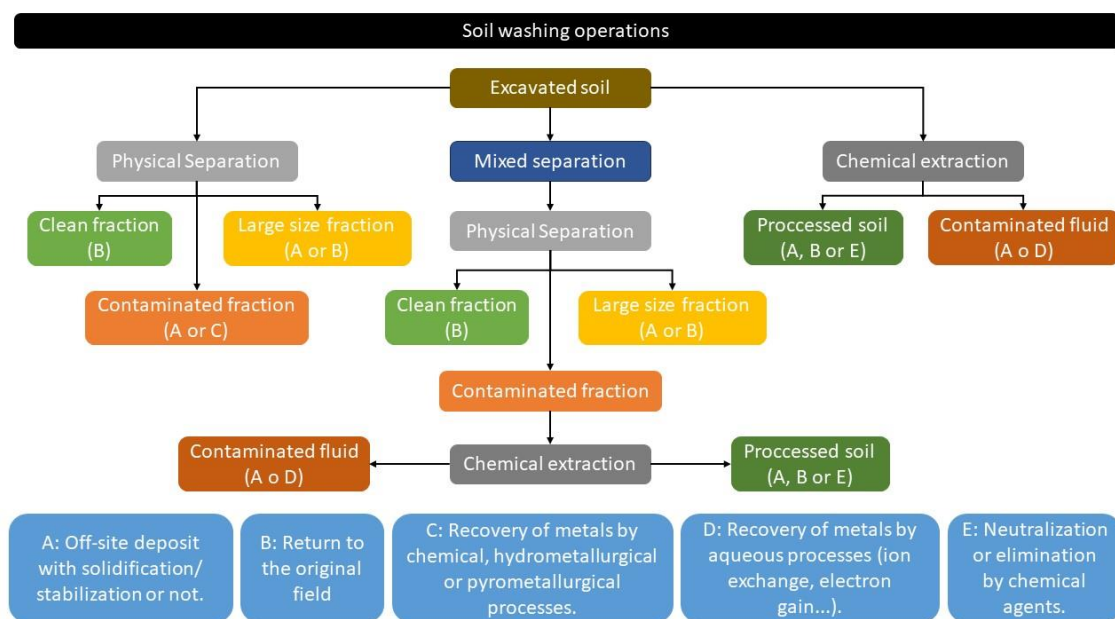 Soil washing operations
Excavated soil
Physical Separation
Mixed separation
Chemical extraction
Clean fraction
(B)
Large size fraction
(A or B)
Contaminated fraction
(A or C)
Physical Separation
Clean fraction
(B)
Large size fraction
(A or B)
Proccessed soil
(A, B or E)
Contaminated fluid
(A o D)
Contaminated fraction
Contaminated fluid
(A o D)
Chemical extraction
Proccessed soil
(A, B or E)
A: Off-site deposit
with solidification/
stabilization or not.
B: Return to
the original
field
C: Recovery of metals by
chemical, hydrometallurgical
or pyrometallurgical
processes.
D: Recovery of metals by
aqueous processes (ion
exchange, electron
gain...).
E: Neutralization
or elimination
by chemical
agents.